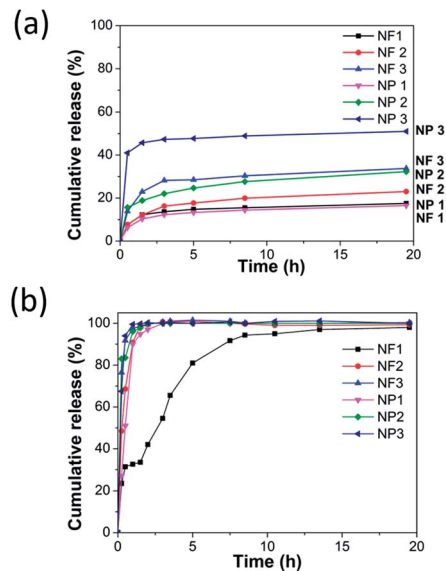 (a)
Cumulative release (%)
100
80
60
40
20
0
0
5
10
15
20
Time (h)
NF1
NF 2
NF 3
NP 1
NP 2
NP 3
NP 3
NF 3
NP 2
NF 2
NP 1
NF 1
(b)
Cumulative release (%)
100
80
60
40
20
0
0
5
10
15
20
Time (h)
NF1
NF2
NF3
NP1
NP2
NP3